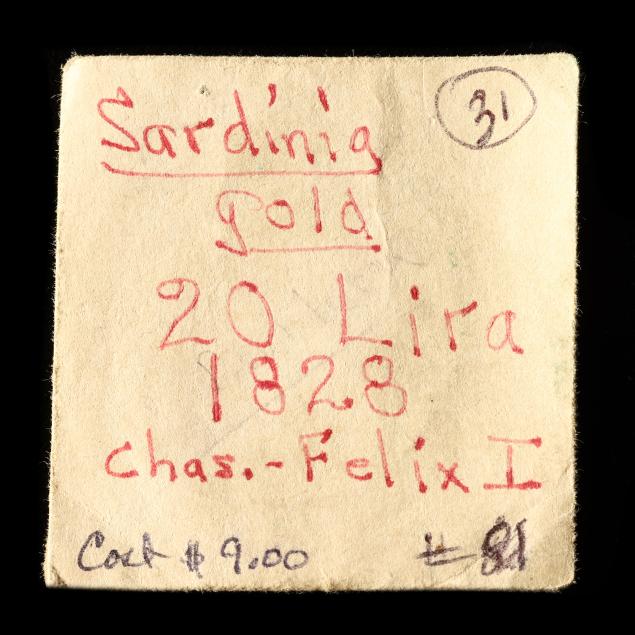 Sardinia 31
gold
20 Lira
1828
Chas.-Felix I
Cost $ 9.00